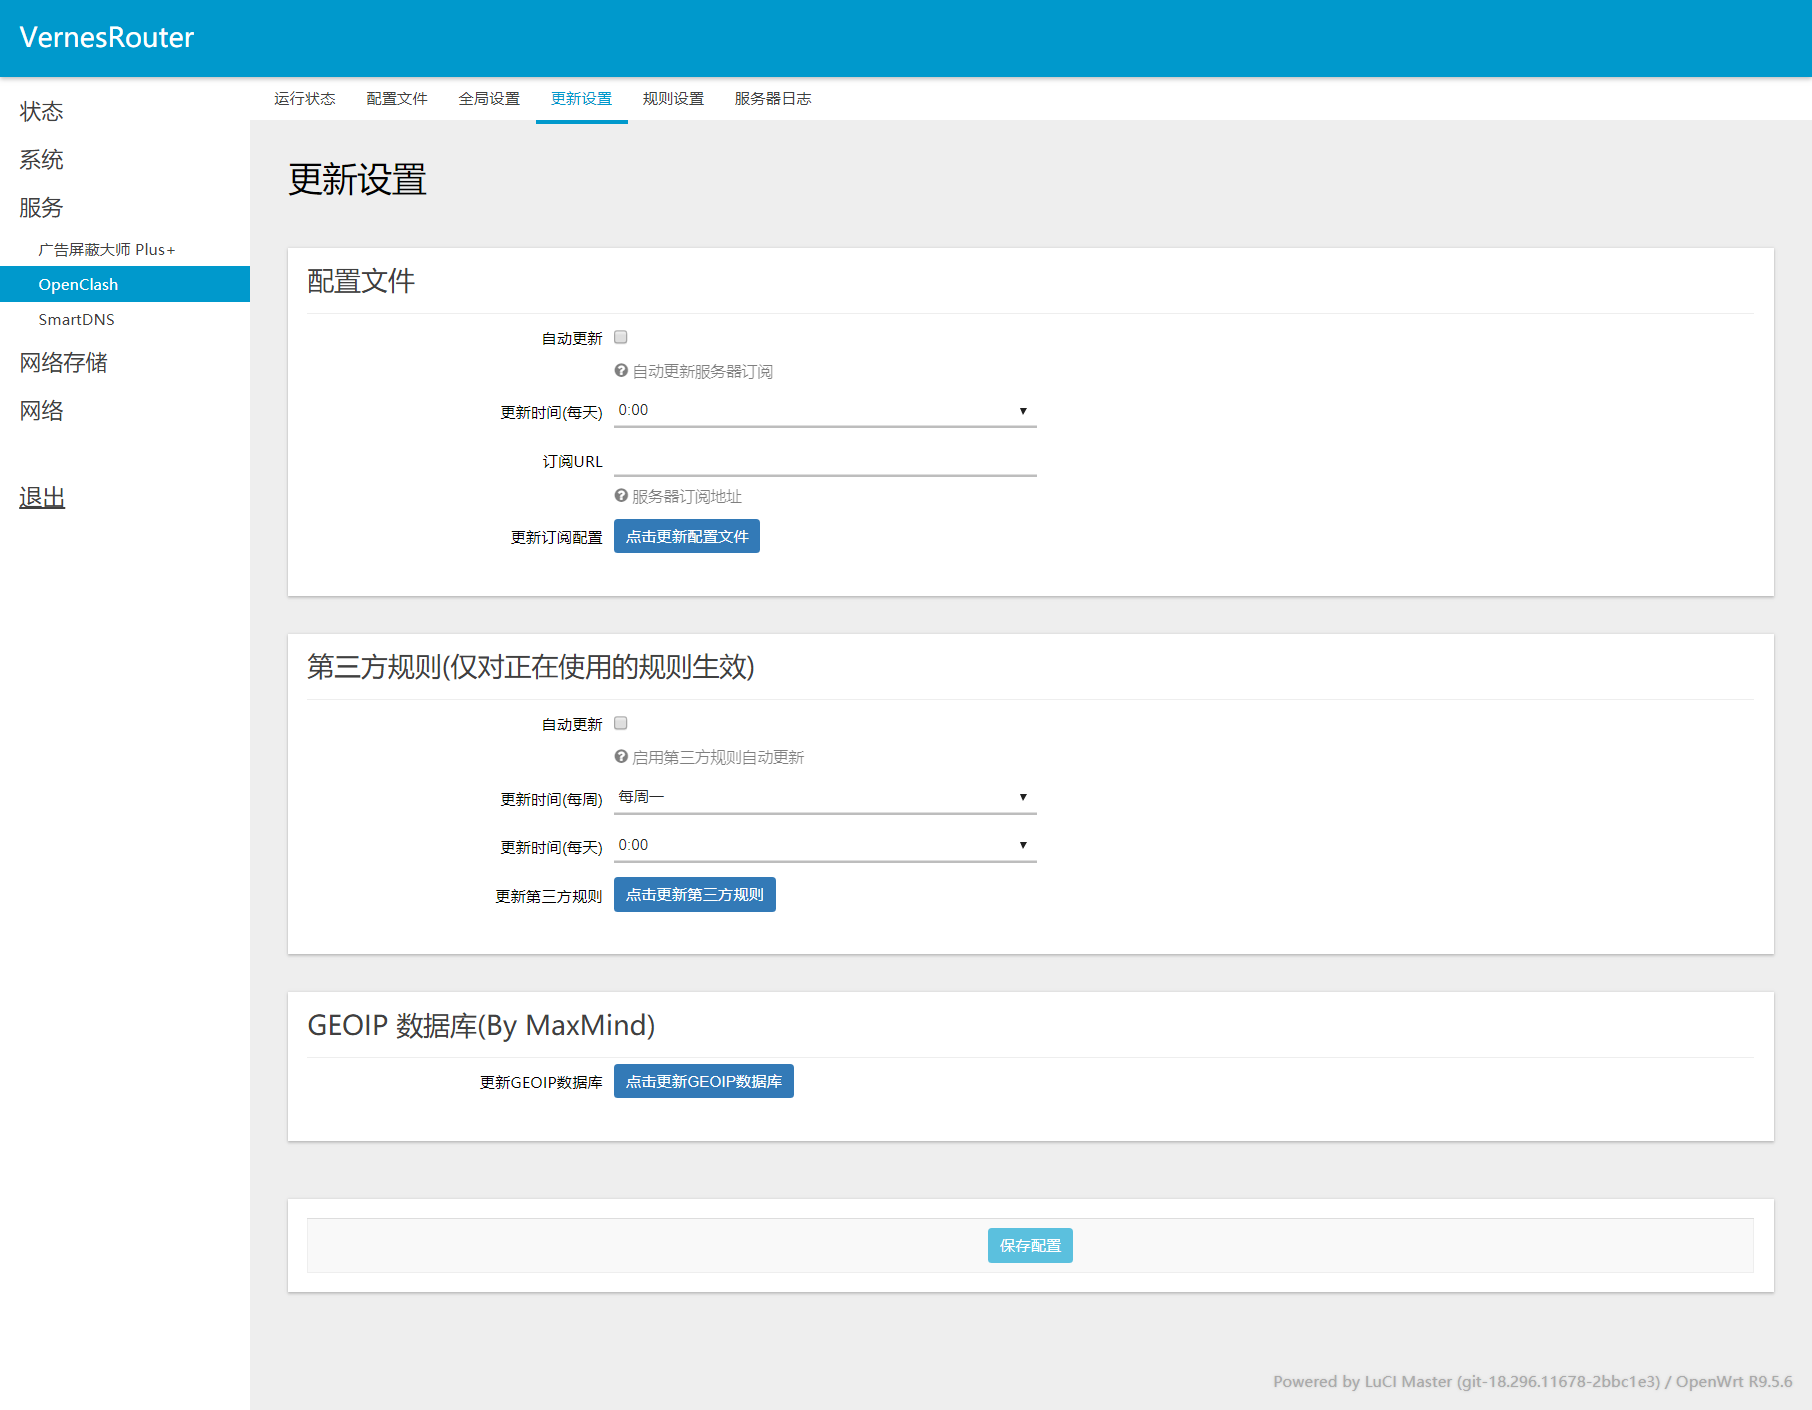 VernesRouter
状态
系统
服务
广告屏蔽大师 Plus+
OpenClash
SmartDNS
网络存储
网络
退出
运行状态 配置文件 全局设置 更新设置 规则设置 服务器日志
更新设置
配置文件
自动更新
自动更新服务器订阅
更新时间(每天) 0:00
订阅URL
服务器订阅地址
更新订阅配置 点击更新配置文件
第三方规则(仅对正在使用的规则生效)
自动更新
启用第三方规则自动更新
更新时间(每周) 每周一
更新时间(每天) 0:00
更新第三方规则 点击更新第三方规则
GEOIP 数据库(By MaxMind)
更新GEOIP数据库 点击更新GEOIP数据库
保存配置
Powered by LuCI Master (git-18.296.11678-2bbc1e3) / OpenWrt R9.5.6